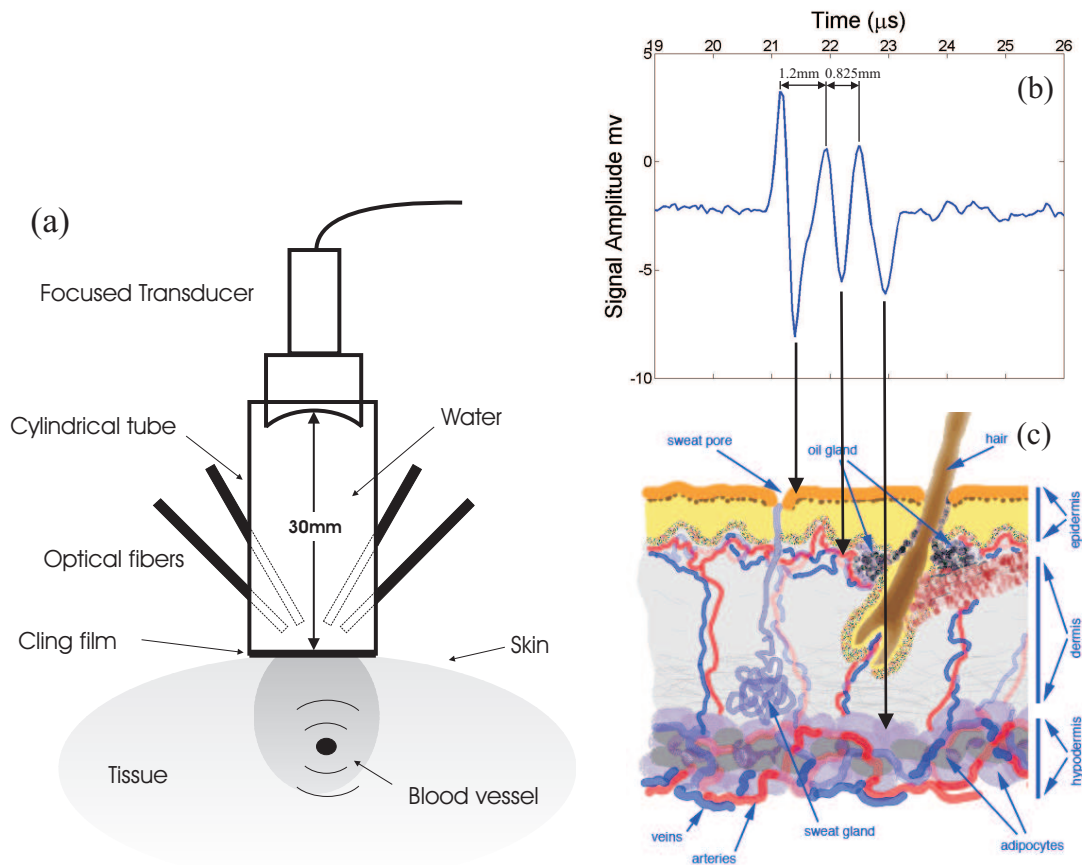 (a)
Focused Transducer
Cylindrical tube
Water
30mm
Optical fibers
Cling film
Skin
Tissue
Blood vessel
Time (μs)
19 20 21 22 23 24 25 26
5
1.2mm 0.825mm
(b)
0
Signal Amplitude mv
-5
-10
(c)
sweat pore
oil gland
hair
epidermis
dermis
hypodermis
veins
arteries
sweat gland
adipocytes